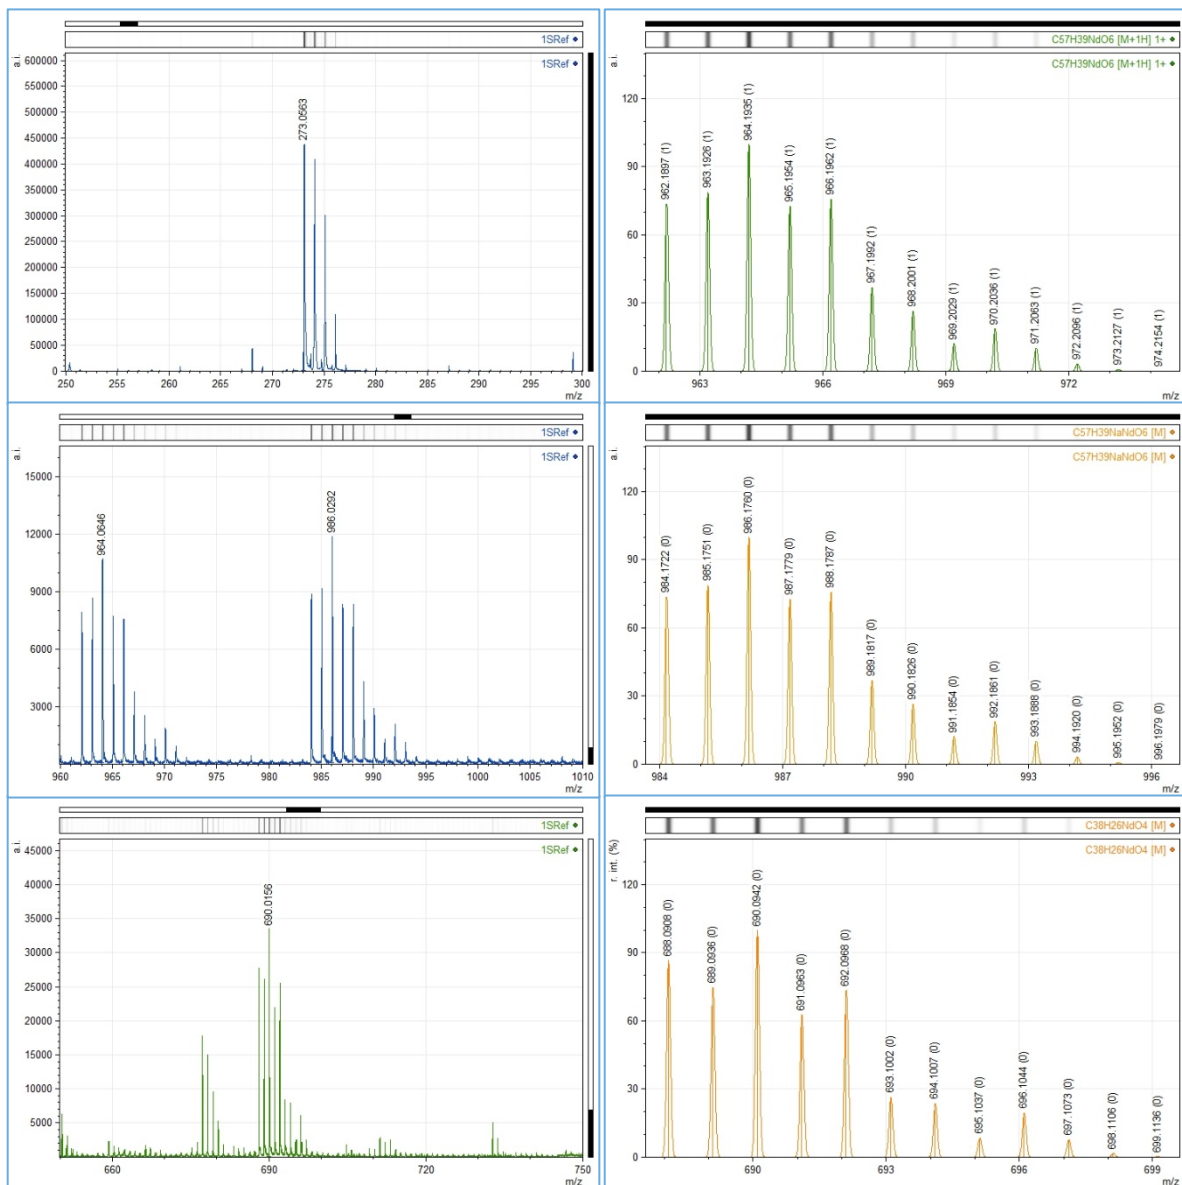 1SRef
1SRef
a.i.
600000
550000
500000
450000
400000
350000
300000
250000
200000
150000
100000
50000
0
273.0563
250 255 260 265 270 275 280 285 290 295 300
m/z
C57H39NdO6 [M+1H] 1+
C57H39NdO6 [M+1H] 1+
a.i.
120
90
60
30
0
962.1897 (1)
963.1926 (1)
964.1935 (1)
965.1954 (1)
966.1962 (1)
967.1992 (1)
968.2001 (1)
969.2029 (1)
970.2036 (1)
971.2063 (1)
972.2096 (1)
973.2127 (1)
974.2154 (1)
963 966 969 972
m/z
1SRef
1SRef
a.i.
15000
12000
9000
6000
3000
964.0646
986.0292
960 965 970 975 980 985 990 995 1000 1005 1010
m/z
C57H39NaNdO6 [M]
C57H39NaNdO6 [M]
a.i.
120
90
60
30
0
984.1722 (0)
985.1751 (0)
986.1760 (0)
987.1779 (0)
988.1787 (0)
989.1817 (0)
990.1826 (0)
991.1854 (0)
992.1861 (0)
993.1888 (0)
994.1920 (0)
995.1952 (0)
996.1979 (0)
984 987 990 993 996
m/z
1SRef
1SRef
a.i.
45000
40000
35000
30000
25000
20000
15000
10000
5000
690.0156
660 690 720 750
m/z
C38H26NdO4 [M]
C38H26NdO4 [M]
r. int. (%)
120
90
60
30
0
688.0908 (0)
689.0936 (0)
690.0942 (0)
691.0963 (0)
692.0968 (0)
693.1002 (0)
694.1007 (0)
695.1037 (0)
696.1044 (0)
697.1073 (0)
698.1106 (0)
699.1136 (0)
690 693 696 699
m/z